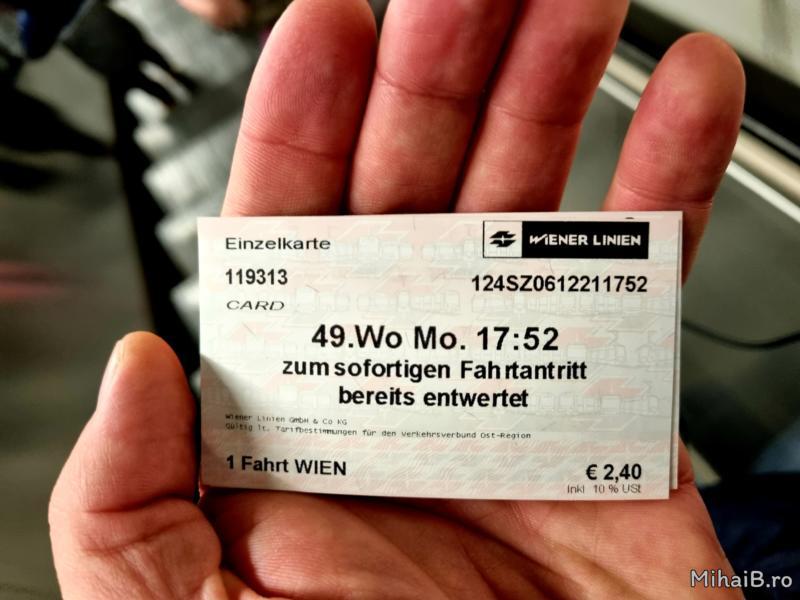 Einzelkarte
WIENER LINIEN
119313
124SZ0612211752
CARD
49.Wo Mo. 17:52
zum sofortigen Fahrtantritt
bereits entwertet
Wiener Linien GmbH & Co KG
Gültig lt. Tarifbestimmungen für den Verkehrsverbund Ost-Region
1 Fahrt WIEN
€ 2,40
Inkl 10 % USt
MihaiB.ro